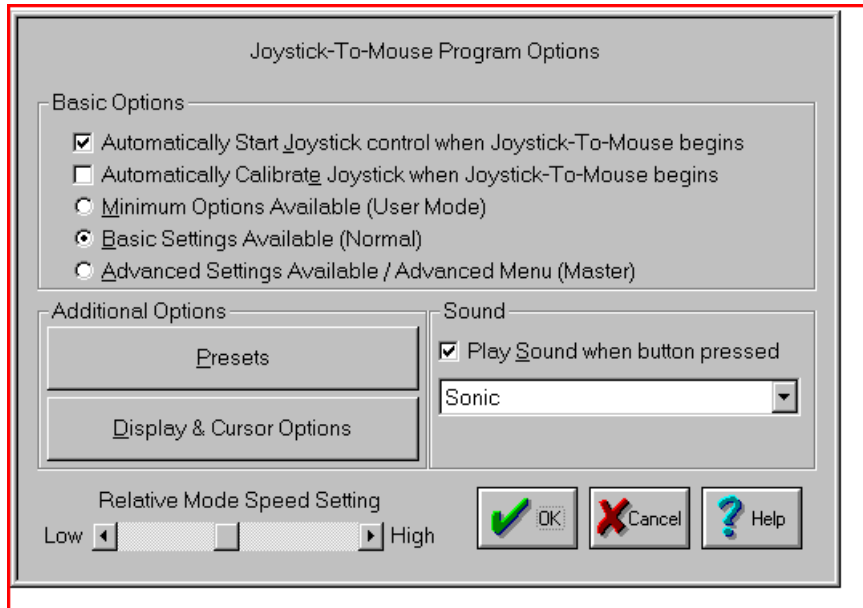 Joystick-To-Mouse Program Options
Basic Options
Automatically Start Joystick control when Joystick-To-Mouse begins
Automatically Calibrate Joystick when Joystick-To-Mouse begins
Minimum Options Available (User Mode)
Basic Settings Available (Normal)
Advanced Settings Available / Advanced Menu (Master)
Additional Options
Presets
Display & Cursor Options
Sound
Play Sound when button pressed
Sonic
Relative Mode Speed Setting
Low High
OK
Cancel
Help